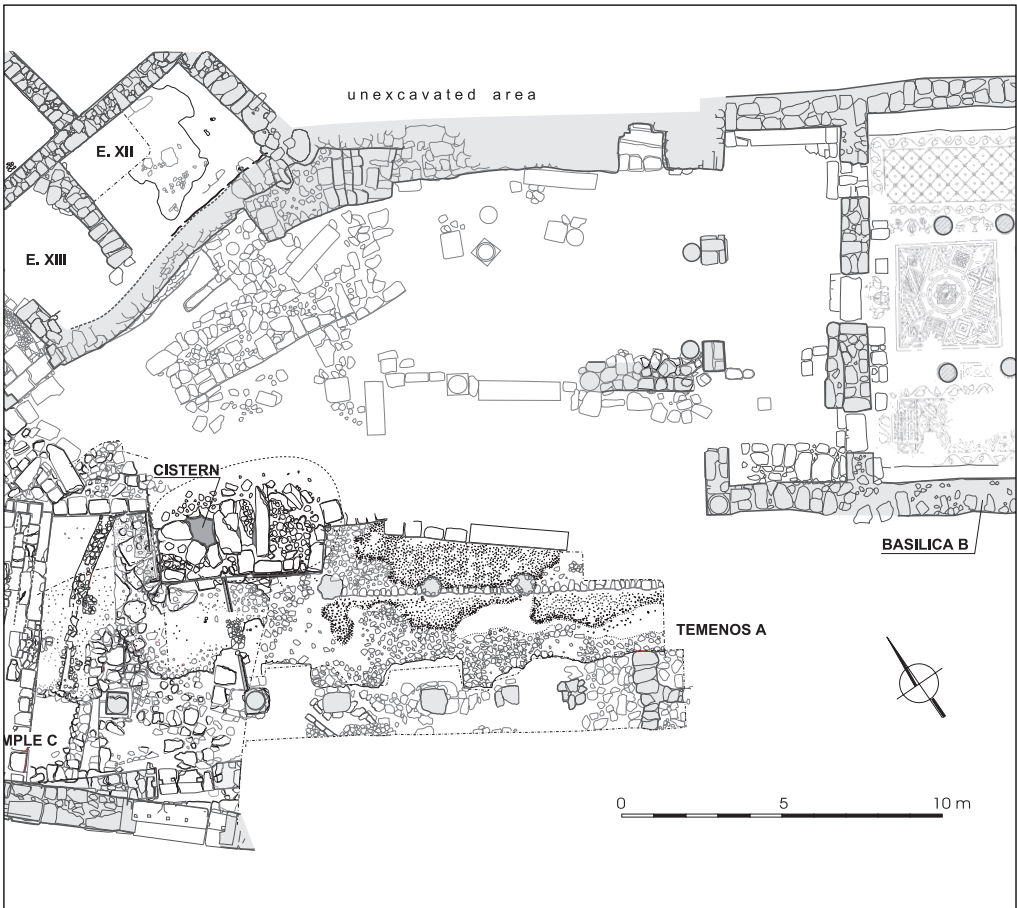 unexcavated area
E. XII
E. XIII
CISTERN
BASILICA B
TEMENOS A
MPLE C
0 5 10 m